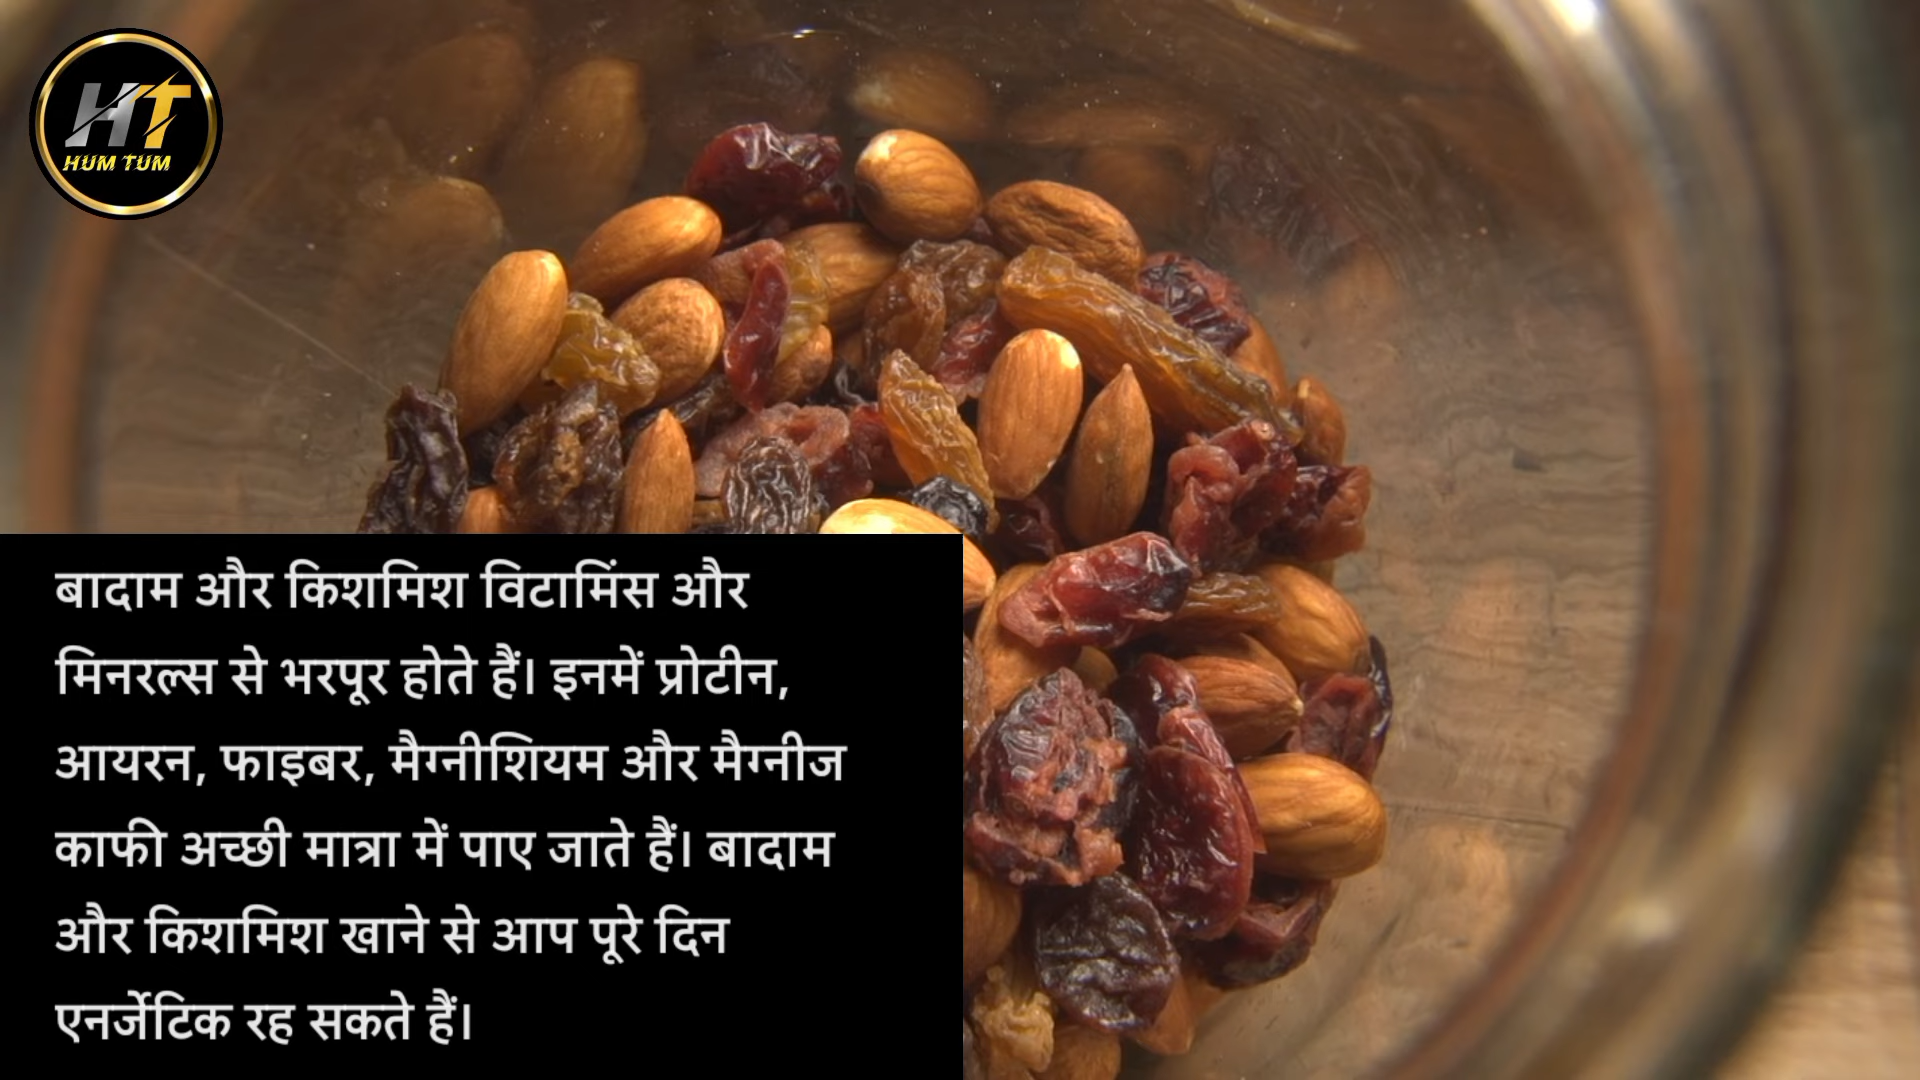 HT
HUM TUM
बादाम और किशमिश विटामिंस और
मिनरल्स से भरपूर होते हैं। इनमें प्रोटीन,
आयरन, फाइबर, मैग्नीशियम और मैग्नीज
काफी अच्छी मात्रा में पाए जाते हैं। बादाम
और किशमिश खाने से आप पूरे दिन
एनर्जेटिक रह सकते हैं।